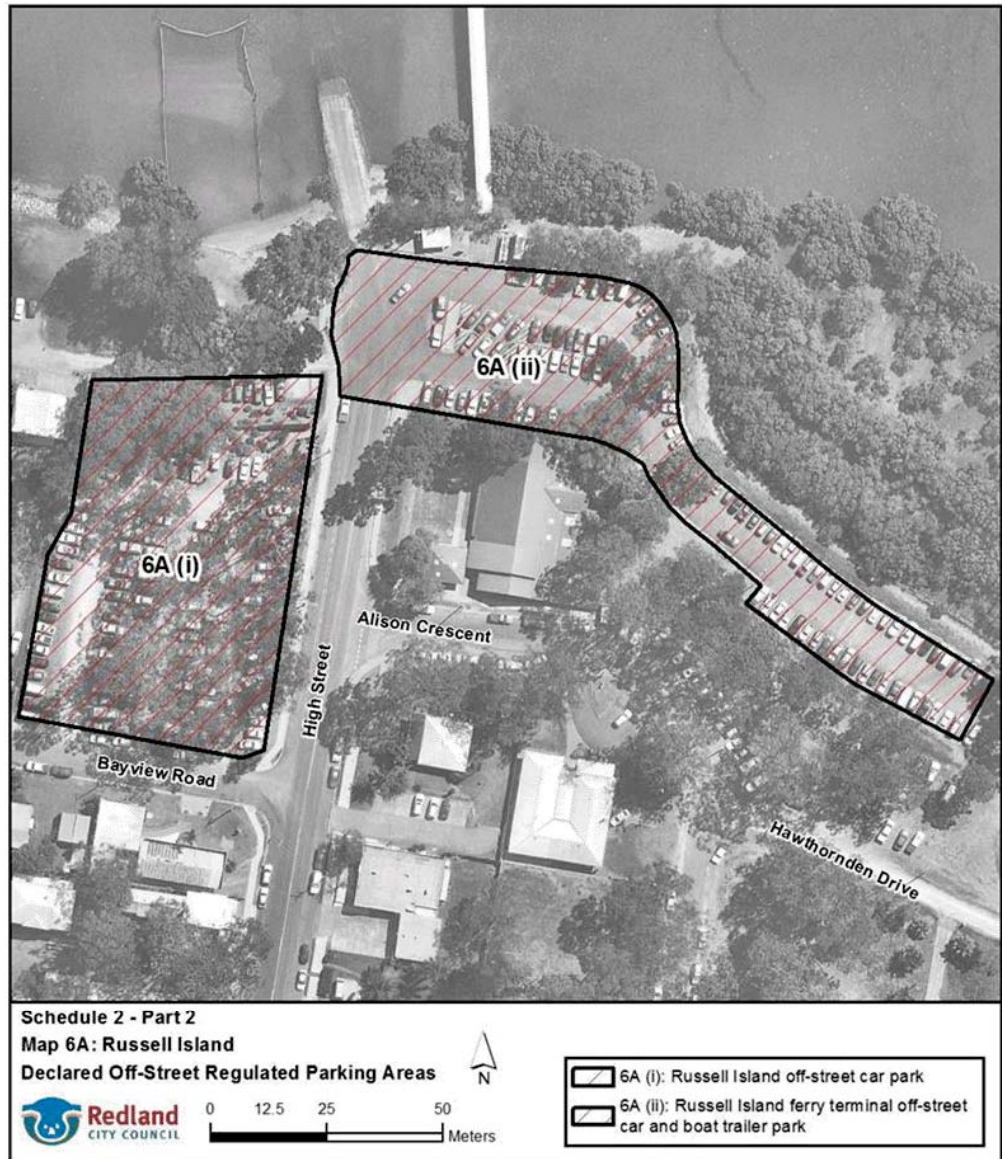 6A (ii)
6A (i)
Alison Crescent
High Street
Bayview Road
Hawthornden Drive
Schedule 2 - Part 2
Map 6A: Russell Island
Declared Off-Street Regulated Parking Areas
N
Redland
CITY COUNCIL
0 12.5 25 50
Meters
6A (i): Russell Island off-street car park
6A (ii): Russell Island ferry terminal off-street
car and boat trailer park